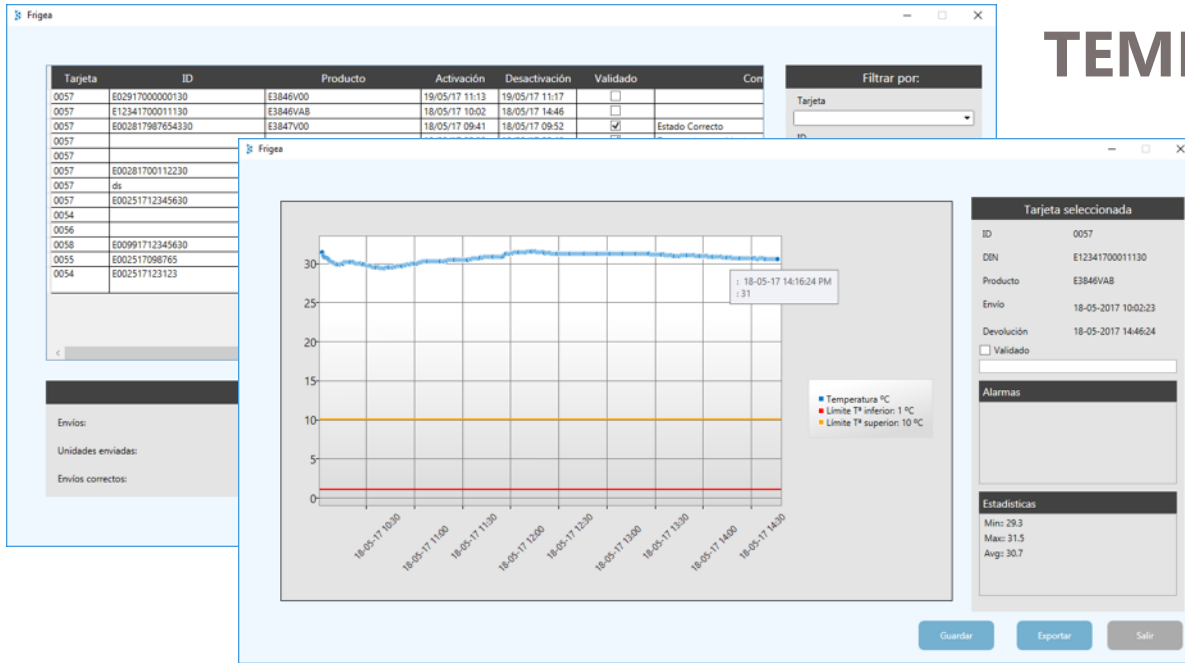 Frigea
TEMI
Tarjeta ID Producto Activación Desactivación Validado Con
0057 E02917000000130 E3846V00 19/05/17 11:13 19/05/17 11:17
0057 E12341700011130 E3846VAB 18/05/17 10:02 18/05/17 14:46
0057 E002817987654330 E3847V00 18/05/17 09:41 18/05/17 09:52 Estado Correcto
0057
0057
0057 E00281700112230
0057 ds
0057 E00251712345630
0054
0056
0058 E00991712345630
0055 E002517098765
0054 E002517123123
Filtrar por:
Tarjeta
ID
Envíos:
Unidades enviadas:
Envíos correctos:
Frigea
30
25
20
15
10
5
0
18-05-17 10:30
18-05-17 11:00
18-05-17 11:30
18-05-17 12:00
18-05-17 12:30
18-05-17 13:00
18-05-17 13:30
18-05-17 14:00
18-05-17 14:30
: 18-05-17 14:16:24 PM
: 31
Temperatura ºC
Límite Tª inferior: 1 ºC
Límite Tª superior: 10 ºC
Tarjeta seleccionada
ID 0057
DIN E12341700011130
Producto E3846VAB
Envío 18-05-2017 10:02:23
Devolución 18-05-2017 14:46:24
Validado
Alarmas
Estadisticas
Min: 29.3
Max: 31.5
Avg: 30.7
Guardar Exportar Salir